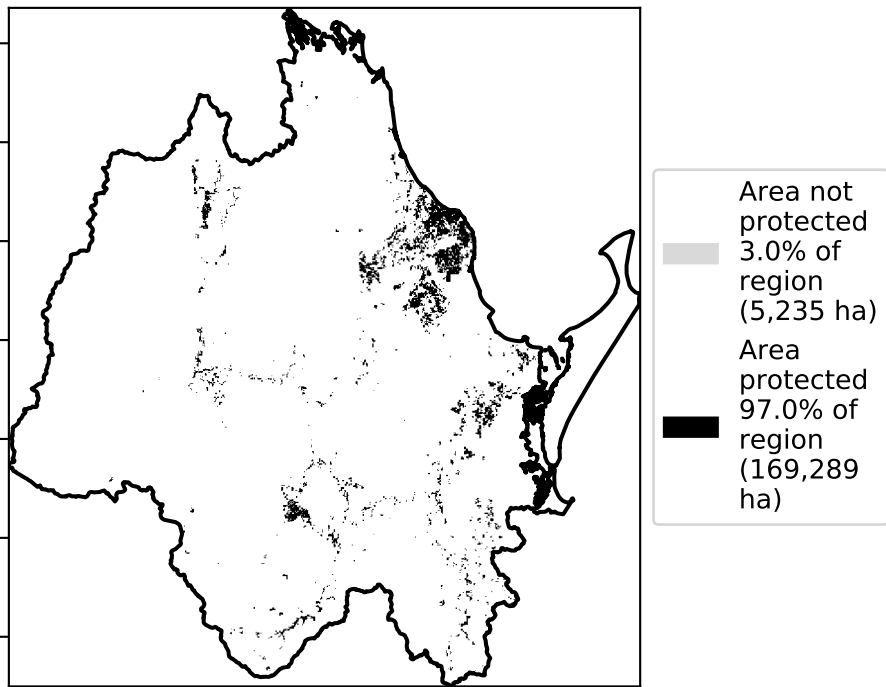 Area not
protected
3.0% of
region
(5,235 ha)
Area
protected
97.0% of
region
(169,289
ha)